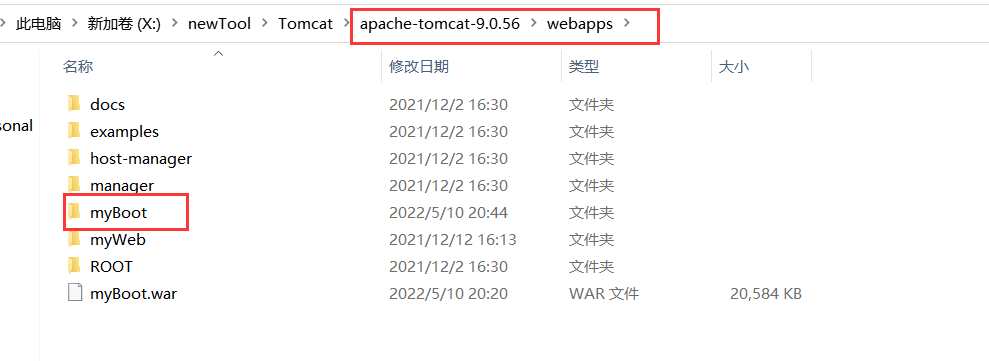 此电脑 > 新加卷 (X:) > newTool > Tomcat > apache-tomcat-9.0.56 > webapps >
名称 修改日期 类型 大小
docs 2021/12/2 16:30 文件夹
sonal
examples 2021/12/2 16:30 文件夹
host-manager 2021/12/2 16:30 文件夹
manager 2021/12/2 16:30 文件夹
myBoot 2022/5/10 20:44 文件夹
myWeb 2021/12/12 16:13 文件夹
ROOT 2021/12/2 16:30 文件夹
myBoot.war 2022/5/10 20:20 WAR 文件 20,584 KB